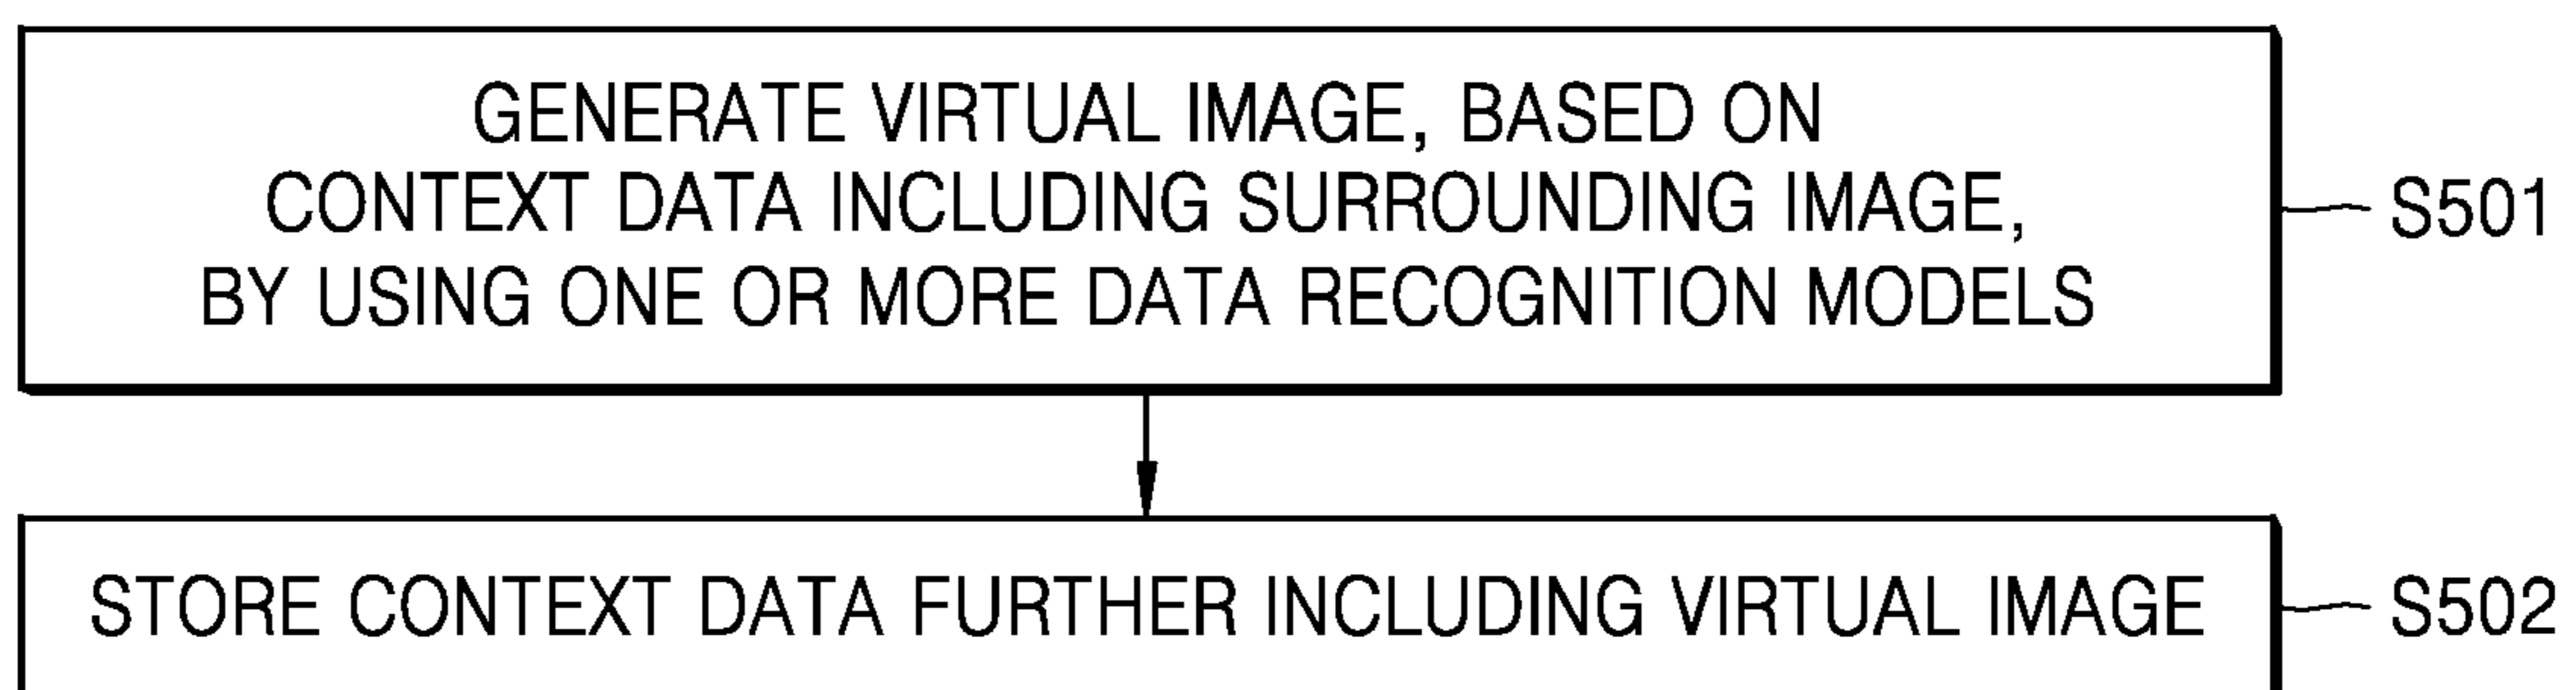 GENERATE VIRTUAL IMAGE, BASED ON
CONTEXT DATA INCLUDING SURROUNDING IMAGE,
BY USING ONE OR MORE DATA RECOGNITION MODELS
S501
STORE CONTEXT DATA FURTHER INCLUDING VIRTUAL IMAGE
S502